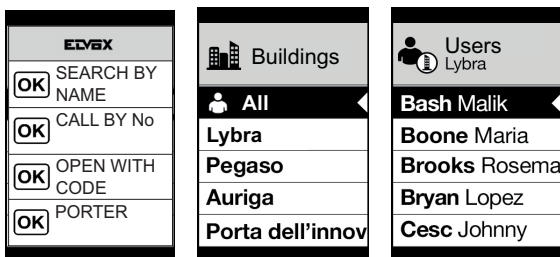 ELVOX
OK SEARCH BY
NAME
OK CALL BY No
OK OPEN WITH
CODE
OK PORTER
Buildings
All
Lybra
Pegaso
Auriga
Porta dell'innov
Users
Lybra
Bash Malik
Boone Maria
Brooks Rosema
Bryan Lopez
Cesc Johnny